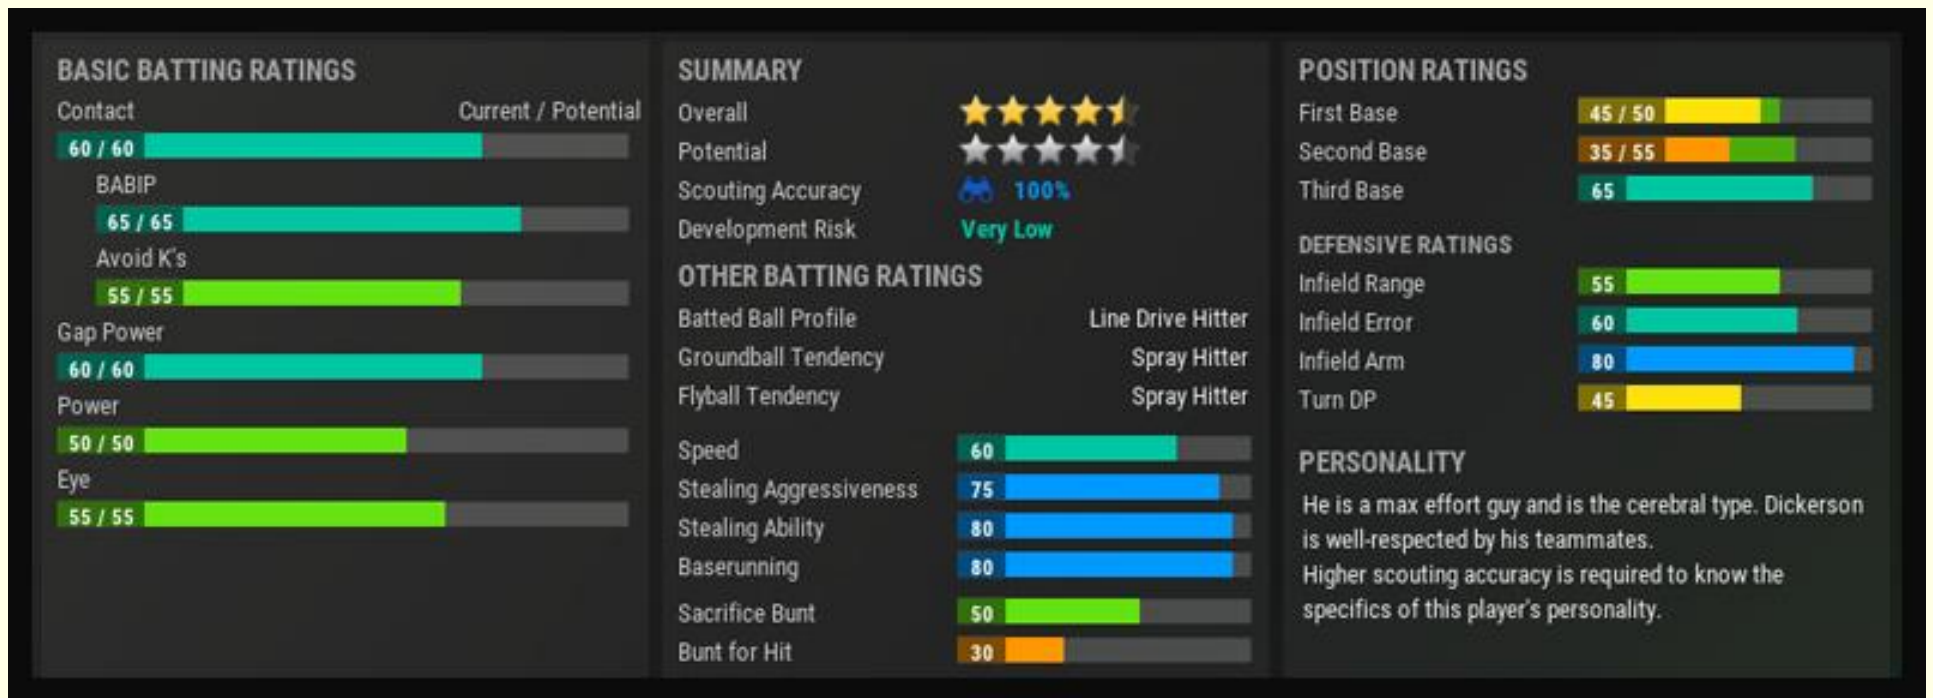 BASIC BATTING RATINGS
Contact Current / Potential
60 / 60
BABIP
65 / 65
Avoid K's
55 / 55
Gap Power
60 / 60
Power
50 / 50
Eye
55 / 55
SUMMARY
Overall
Potential
Scouting Accuracy 100%
Development Risk Very Low
OTHER BATTING RATINGS
Batted Ball Profile Line Drive Hitter
Groundball Tendency Spray Hitter
Flyball Tendency Spray Hitter
Speed 60
Stealing Aggressiveness 75
Stealing Ability 80
Baserunning 80
Sacrifice Bunt 50
Bunt for Hit 30
POSITION RATINGS
First Base 45 / 50
Second Base 35 / 55
Third Base 65
DEFENSIVE RATINGS
Infield Range 55
Infield Error 60
Infield Arm 80
Turn DP 45
PERSONALITY
He is a max effort guy and is the cerebral type. Dickerson
is well-respected by his teammates.
Higher scouting accuracy is required to know the
specifics of this player's personality.